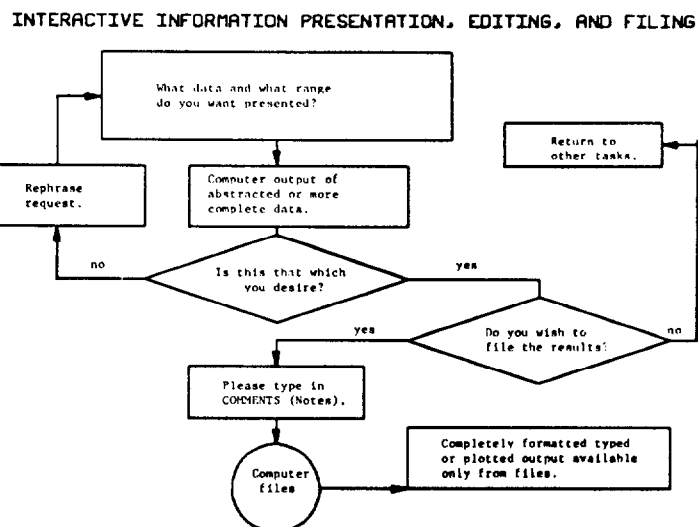 INTERACTIVE INFORMATION PRESENTATION, EDITING, AND FILING
What data and what range
do you want presented?
Return to
other tasks.
Rephrase
request.
Computer output of
abstracted or more
complete data.
no
Is this that which
you desire?
yes
yes
Do you wish to
file the results?
no
Please type in
COMMENTS (Notes).
Computer
files
Completely formatted typed
or plotted output available
only from files.